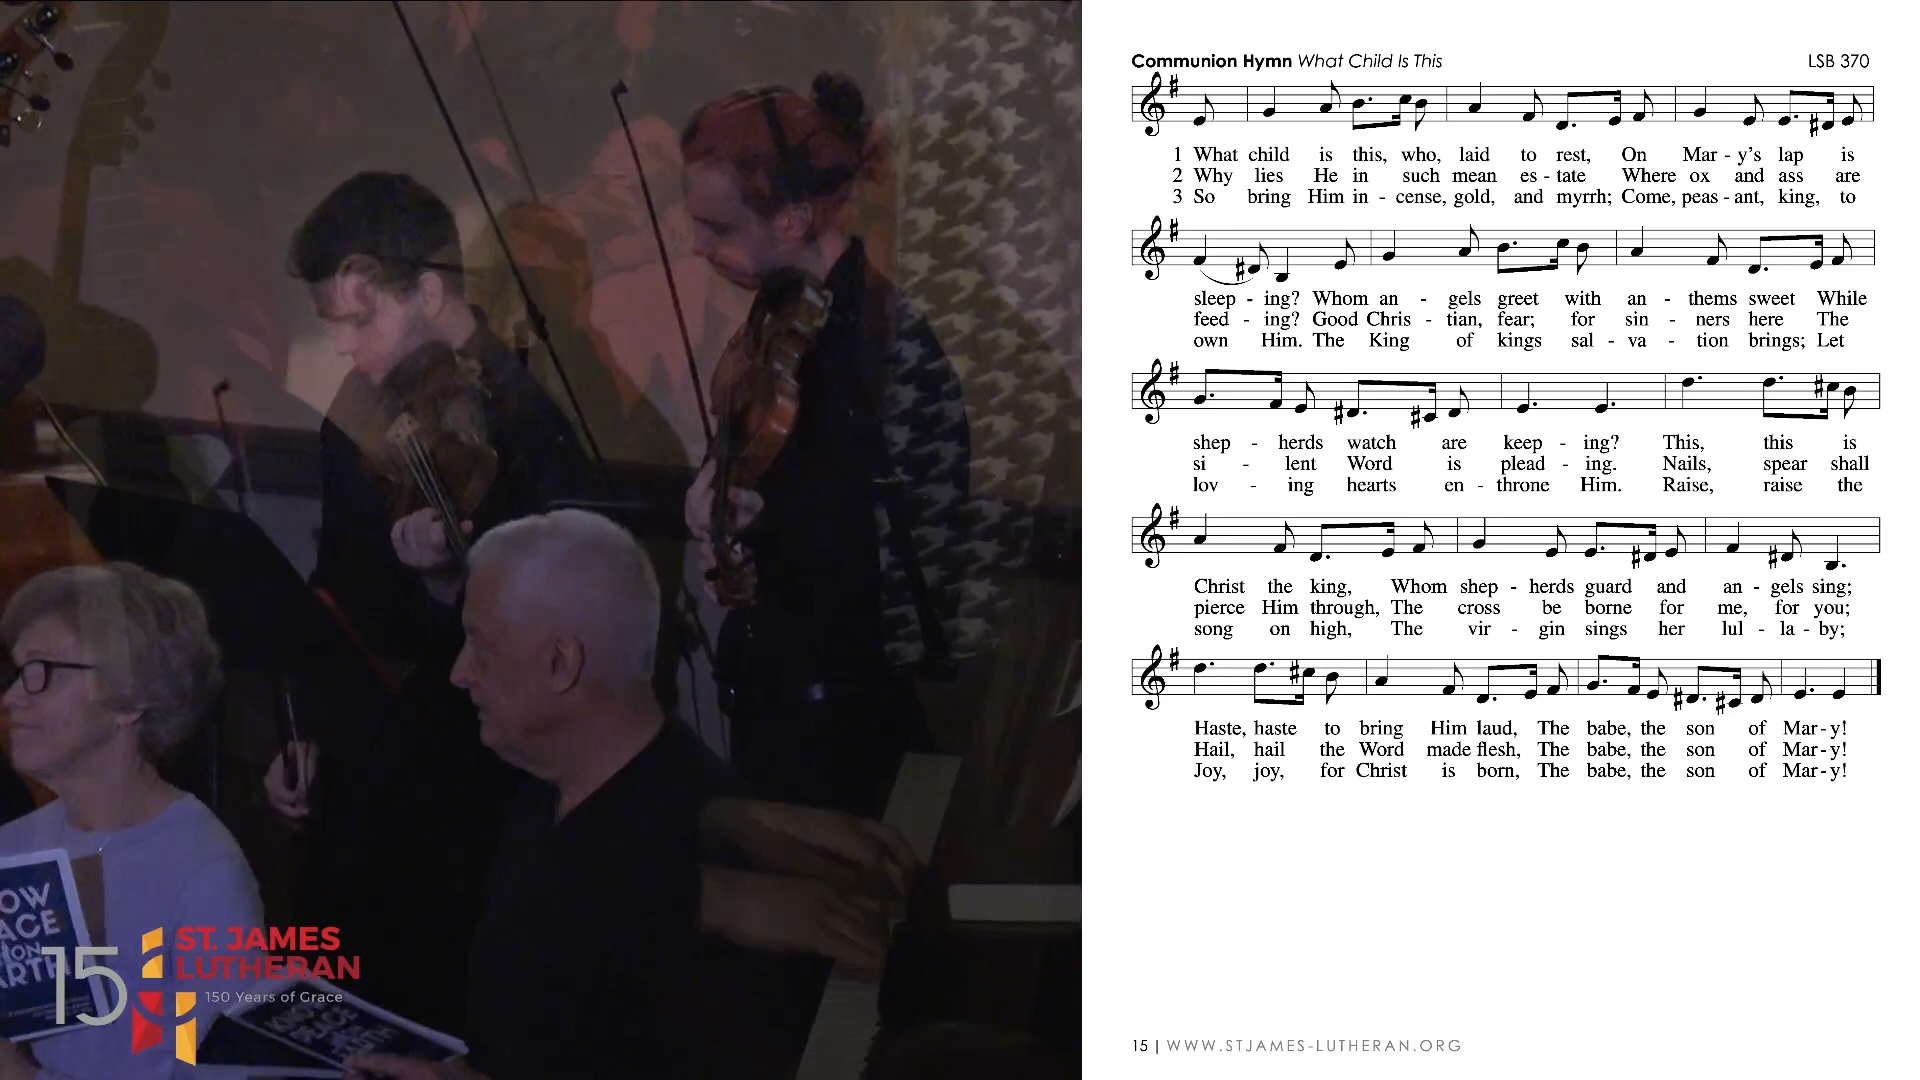 Communion Hymn What Child Is This LSB 370
1 What child is this, who, laid to rest, On Mar - y's lap is
2 Why lies He in such mean es - tate Where ox and ass are
3 So bring Him in - cense, gold, and myrrh; Come, peas - ant, king, to
sleep - ing? Whom an - gels greet with an - thems sweet While
feed - ing? Good Chris - tian, fear; for sin - ners here The
own Him. The King of kings sal - va - tion brings; Let
shep - herds watch are keep - ing? This, this is
si - lent Word is plead - ing. Nails, spear shall
lov - ing hearts en - throne Him. Raise, raise the
Christ the king, Whom shep - herds guard and an - gels sing;
pierce Him through, The cross be borne for me, for you;
song on high, The vir - gin sings her lul - la - by;
Haste, haste to bring Him laud, The babe, the son of Mar - y!
Hail, hail the Word made flesh, The babe, the son of Mar - y!
Joy, joy, for Christ is born, The babe, the son of Mar - y!
15 | WWW.STJAMES-LUTHERAN.ORG
15
ST. JAMES
LUTHERAN
150 Years of Grace
OW
ACE
ON
ARTH